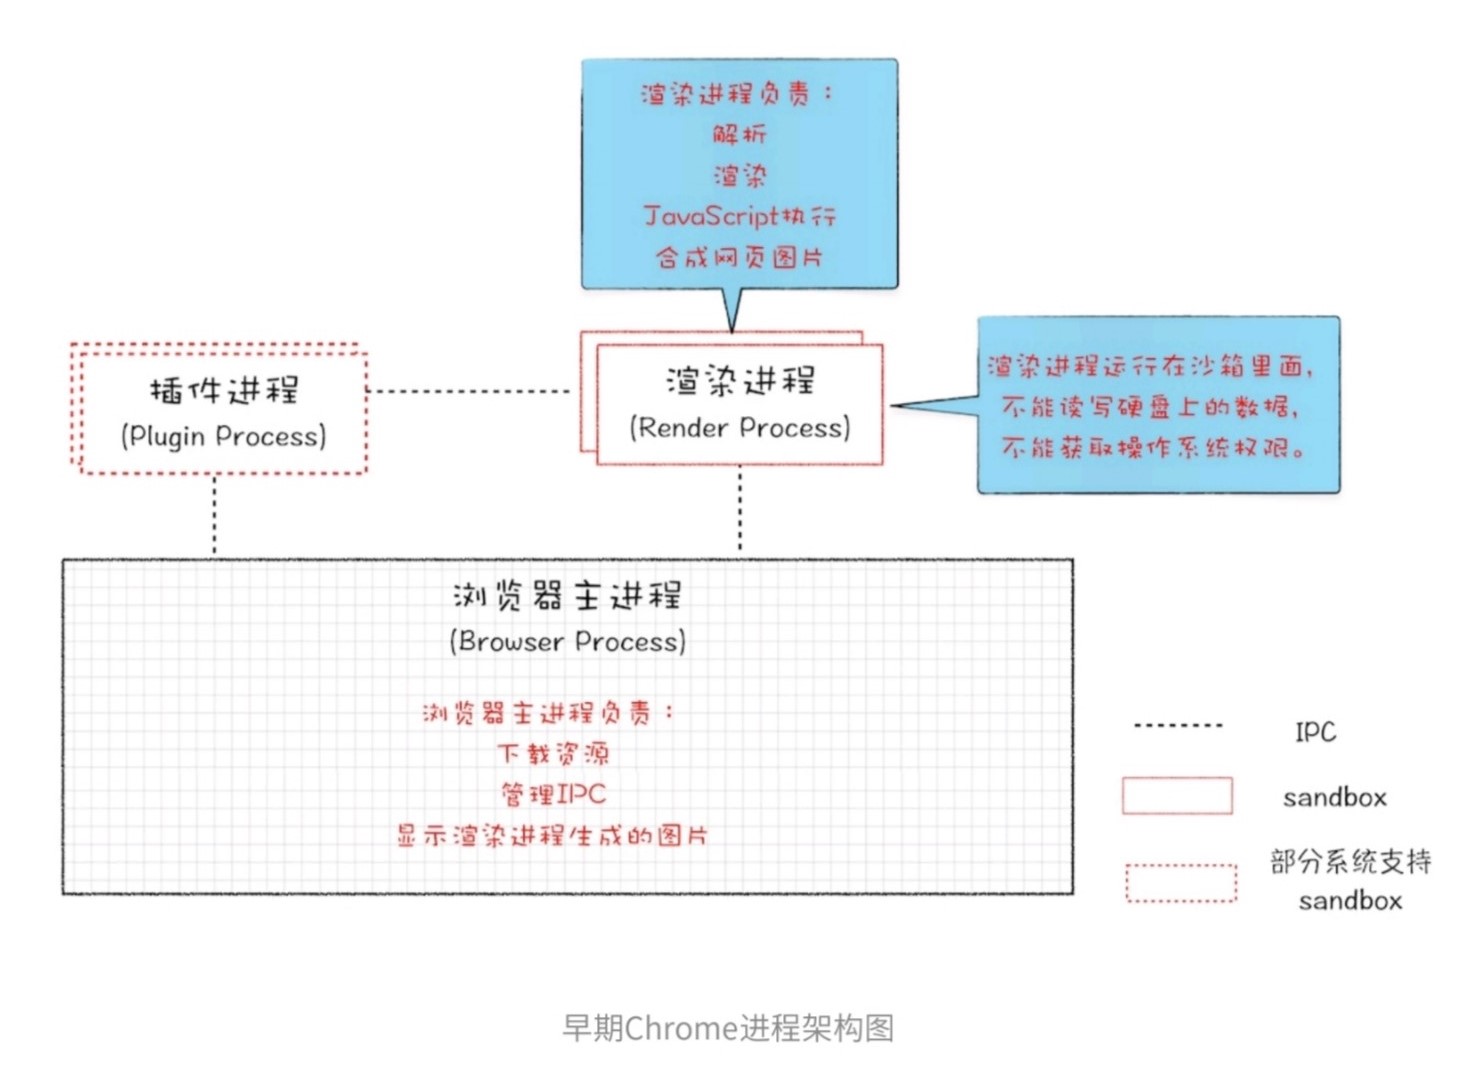 渲染进程负责：
解析
渲染
JavaScript执行
合成网页图片
插件进程
(Plugin Process)
渲染进程
(Render Process)
渲染进程运行在沙箱里面，
不能读写硬盘上的数据，
不能获取操作系统权限。
浏览器主进程
(Browser Process)
浏览器主进程负责：
下载资源
管理IPC
显示渲染进程生成的图片
IPC
sandbox
部分系统支持
sandbox
早期Chrome进程架构图